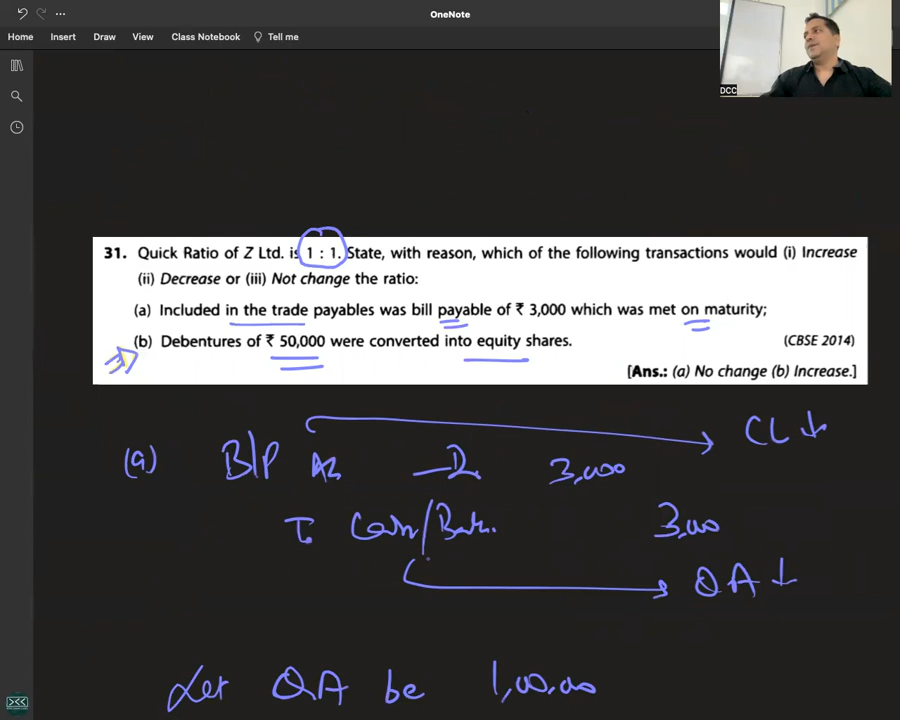 OneNote
Home Insert Draw View Class Notebook Tell me
DCC
31. Quick Ratio of Z Ltd. is 1 : 1. State, with reason, which of the following transactions would (i) Increase
(ii) Decrease or (iii) Not change the ratio:
(a) Included in the trade payables was bill payable of ₹ 3,000 which was met on maturity;
(b) Debentures of ₹ 50,000 were converted into equity shares. (CBSE 2014)
[Ans.: (a) No change (b) Increase.]
CL ↓
(a) B/P A/c —D. 3,000
To Cash/Bank. 3,00
QA ↓
Let QA be 1,00,00